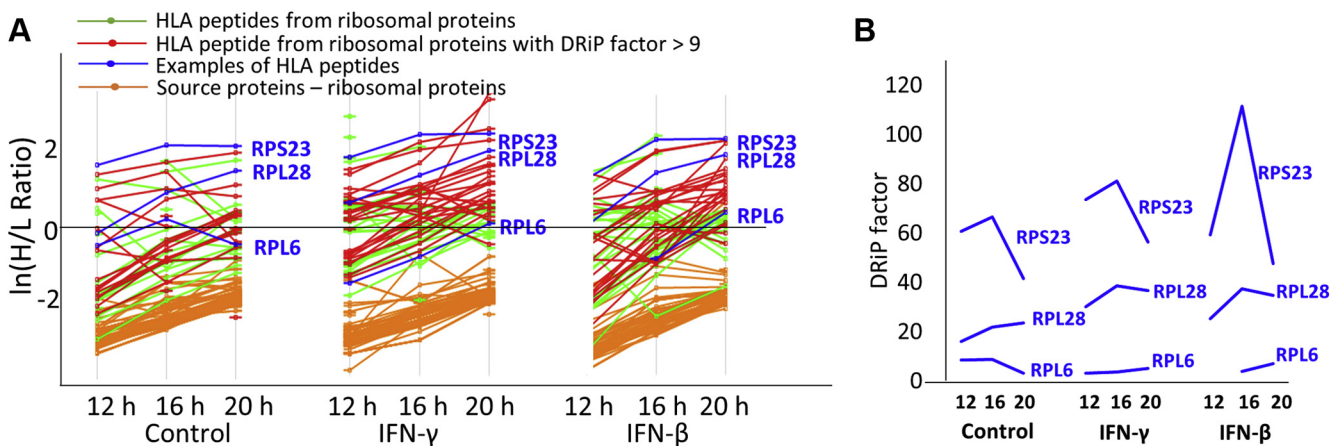 A
HLA peptides from ribosomal proteins
HLA peptide from ribosomal proteins with DRiP factor > 9
Examples of HLA peptides
Source proteins – ribosomal proteins
ln(H/L Ratio)
2
0
-2
RPS23
RPL28
RPL6
RPS23
RPL28
RPL6
RPS23
RPL28
RPL6
12 h 16 h 20 h 12 h 16 h 20 h 12 h 16 h 20 h
Control IFN-γ IFN-β
B
DRiP factor
120
100
80
60
40
20
0
RPS23
RPL28
RPL6
RPS23
RPL28
RPL6
RPS23
RPL28
RPL6
12 16 20 12 16 20 12 16 20
Control IFN-γ IFN-β